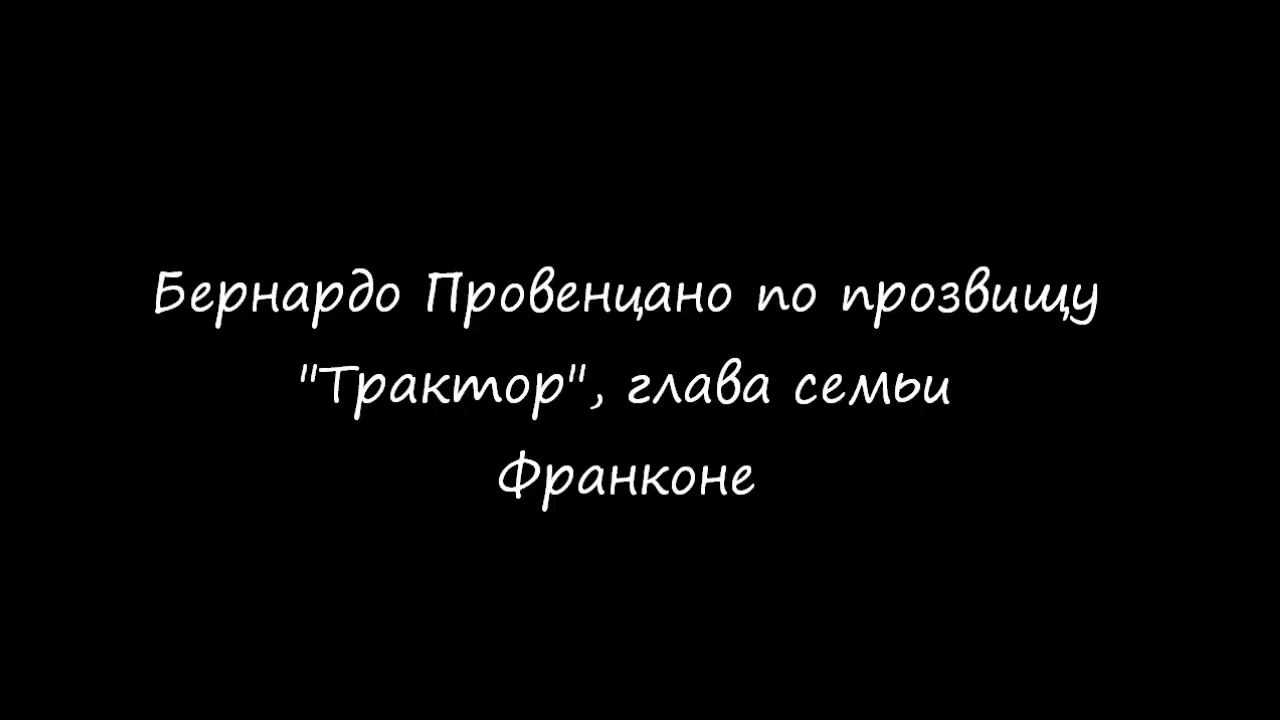 Бернардо Провенцано по прозвищу
"Трактор", глава семьи
Франконе